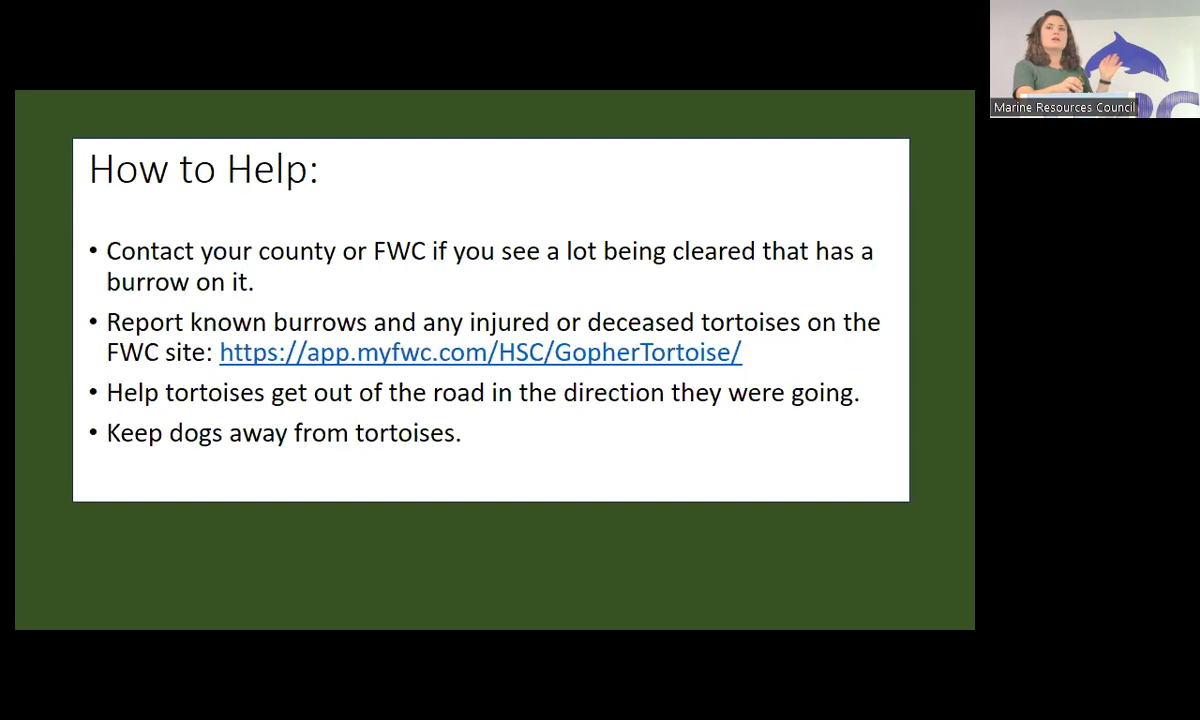 How to Help:
• Contact your county or FWC if you see a lot being cleared that has a
burrow on it.
• Report known burrows and any injured or deceased tortoises on the
FWC site: https://app.myfwc.com/HSC/GopherTortoise/
• Help tortoises get out of the road in the direction they were going.
• Keep dogs away from tortoises.
Marine Resources Council